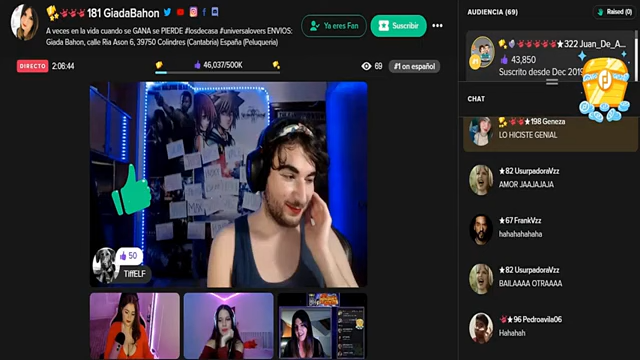 181 GiadaBahon
A veces en la vida cuando se GANA se PIERDE #losdecasa #universalovers ENVIOS:
Giada Bahon, calle Ria Ason 6, 39750 Colindres (Cantabria) España (Peluqueria)
Ya eres Fan
Suscribir
DIRECTO
2:06:44
46,037/500K
69
#1 on español
50
TiffELF
AUDIENCIA (69)
Raised (0)
322 Juan_De_A...
43,850
Suscrito desde Dec 2019
CHAT
198 Geneza
LO HICISTE GENIAL
82 UsurpadoraVzz
AMOR JAAJAJAJA
67 FrankVzz
hahahahahaha
82 UsurpadoraVzz
BAILAAAA OTRAAAA
96 Pedroavila06
Hahahah